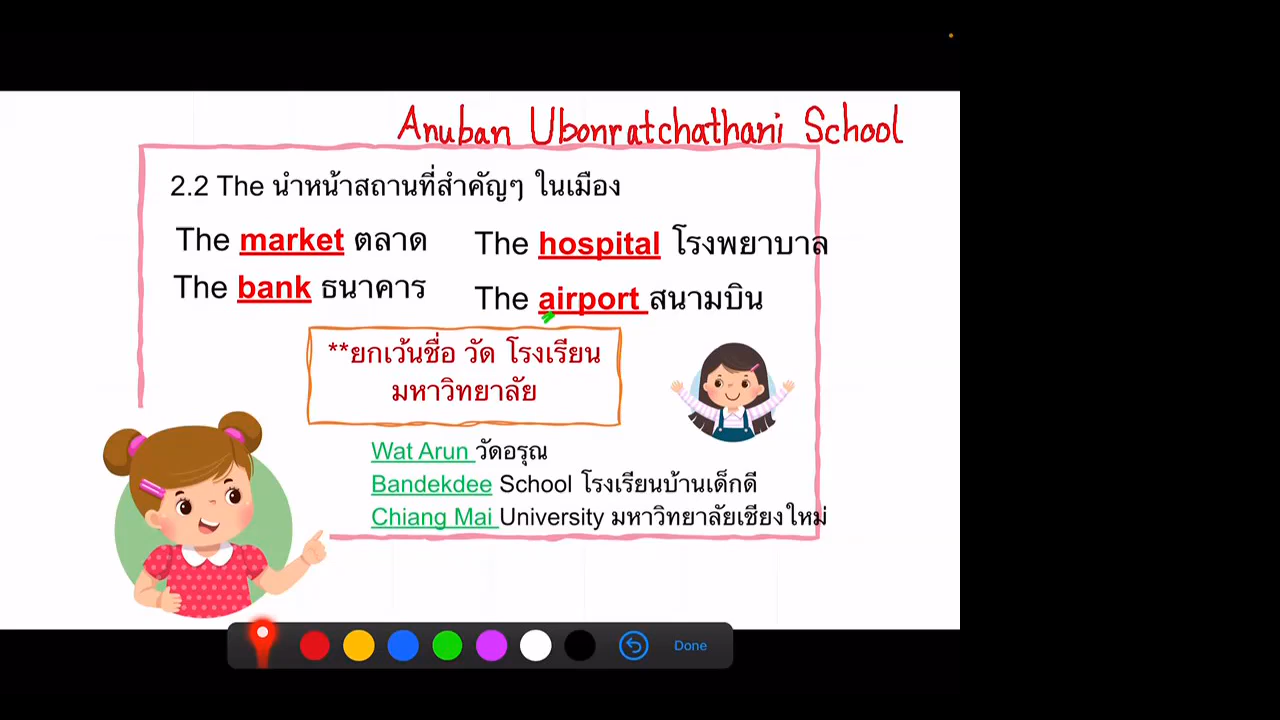 Anuban Ubonratchathani School
2.2 The นำหน้าสถานที่สำคัญๆ ในเมือง
The market ตลาด
The hospital โรงพยาบาล
The bank ธนาคาร
The airport สนามบิน
**ยกเว้นชื่อ วัด โรงเรียน
มหาวิทยาลัย
Wat Arun วัดอรุณ
Bandekdee School โรงเรียนบ้านเด็กดี
Chiang Mai University มหาวิทยาลัยเชียงใหม่
Done